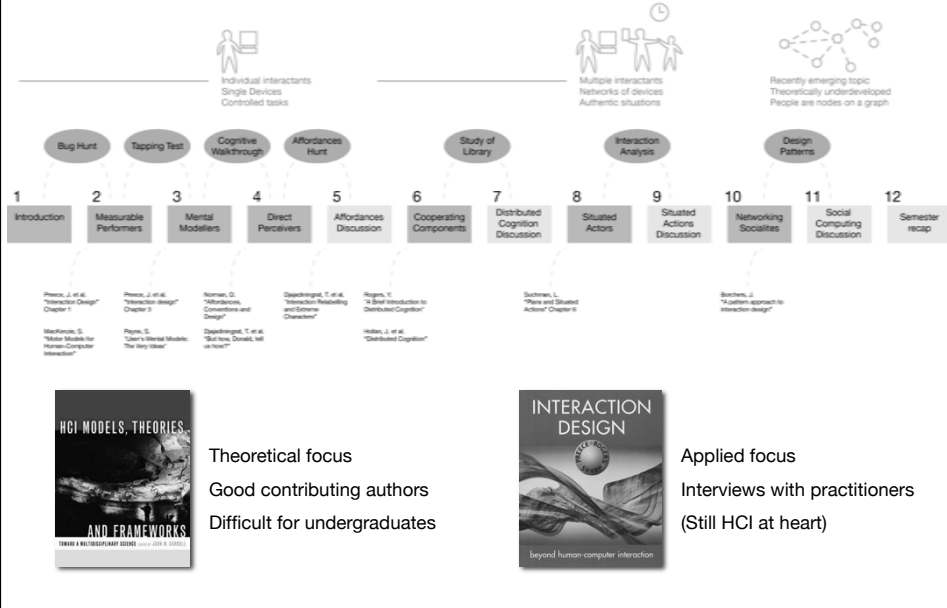 Individual interactants
Single Devices
Controlled tasks
Multiple interactants
Networks of devices
Authentic situations
Recently emerging topic
Theoretically underdeveloped
People are nodes on a graph
Bug Hunt
Tapping Test
Cognitive
Walkthrough
Affordances
Hunt
Study of
Library
Interaction
Analysis
Design
Patterns
1
2
3
4
5
6
7
8
9
10
11
12
Introduction
Measurable
Performers
Mental
Modellers
Direct
Perceivers
Affordances
Discussion
Cooperating
Components
Distributed
Cognition
Discussion
Situated
Actors
Situated
Actions
Discussion
Networking
Socialites
Social
Computing
Discussion
Semester
recap
Preece, J. et al.
"Interaction Design"
Chapter 1
MacKenzie, S.
"Motor Models for
Human-Computer
Interaction"
Preece, J. et al.
"Interaction design"
Chapter 3
Payne, S.
"User's Mental Models:
The Very Ideas"
Norman, D.
"Affordances,
Conventions and
Design"
Djajadiningrat, T. et al.
"But how, Donald, tell
us how?"
Djajadiningrat, T. et al.
"Interaction Relabelling
and Extreme
Characters"
Rogers, Y.
"A Brief Introduction to
Distributed Cognition"
Hollan, J. et al.
"Distributed Cognition"
Suchman, L.
"Plans and Situated
Actions" Chapter 6
Borchers, J.
"A pattern approach to
interaction design"
HCI MODELS, THEORIES,
AND FRAMEWORKS
TOWARD A MULTIDISCIPLINARY SCIENCE EDITED BY JOHN M. CARROLL
Theoretical focus
Good contributing authors
Difficult for undergraduates
INTERACTION
DESIGN
PREECE ROGERS SHARP
beyond human-computer interaction
Applied focus
Interviews with practitioners
(Still HCI at heart)